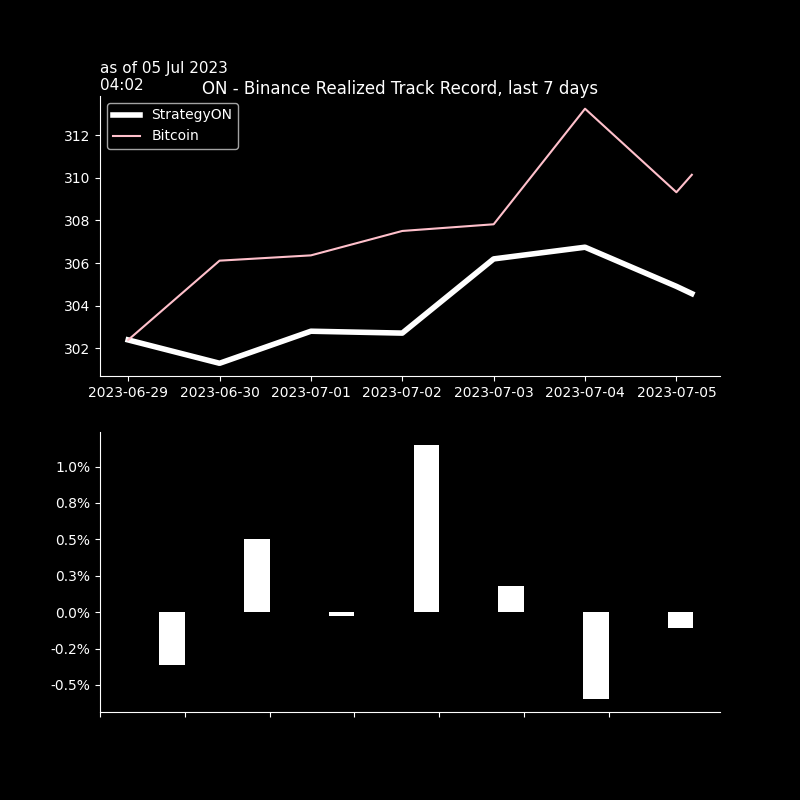 as of 05 Jul 2023
04:02
ON - Binance Realized Track Record, last 7 days
StrategyON
Bitcoin
312
310
308
306
304
302
2023-06-29 2023-06-30 2023-07-01 2023-07-02 2023-07-03 2023-07-04 2023-07-05
1.0%
0.8%
0.5%
0.3%
0.0%
-0.2%
-0.5%